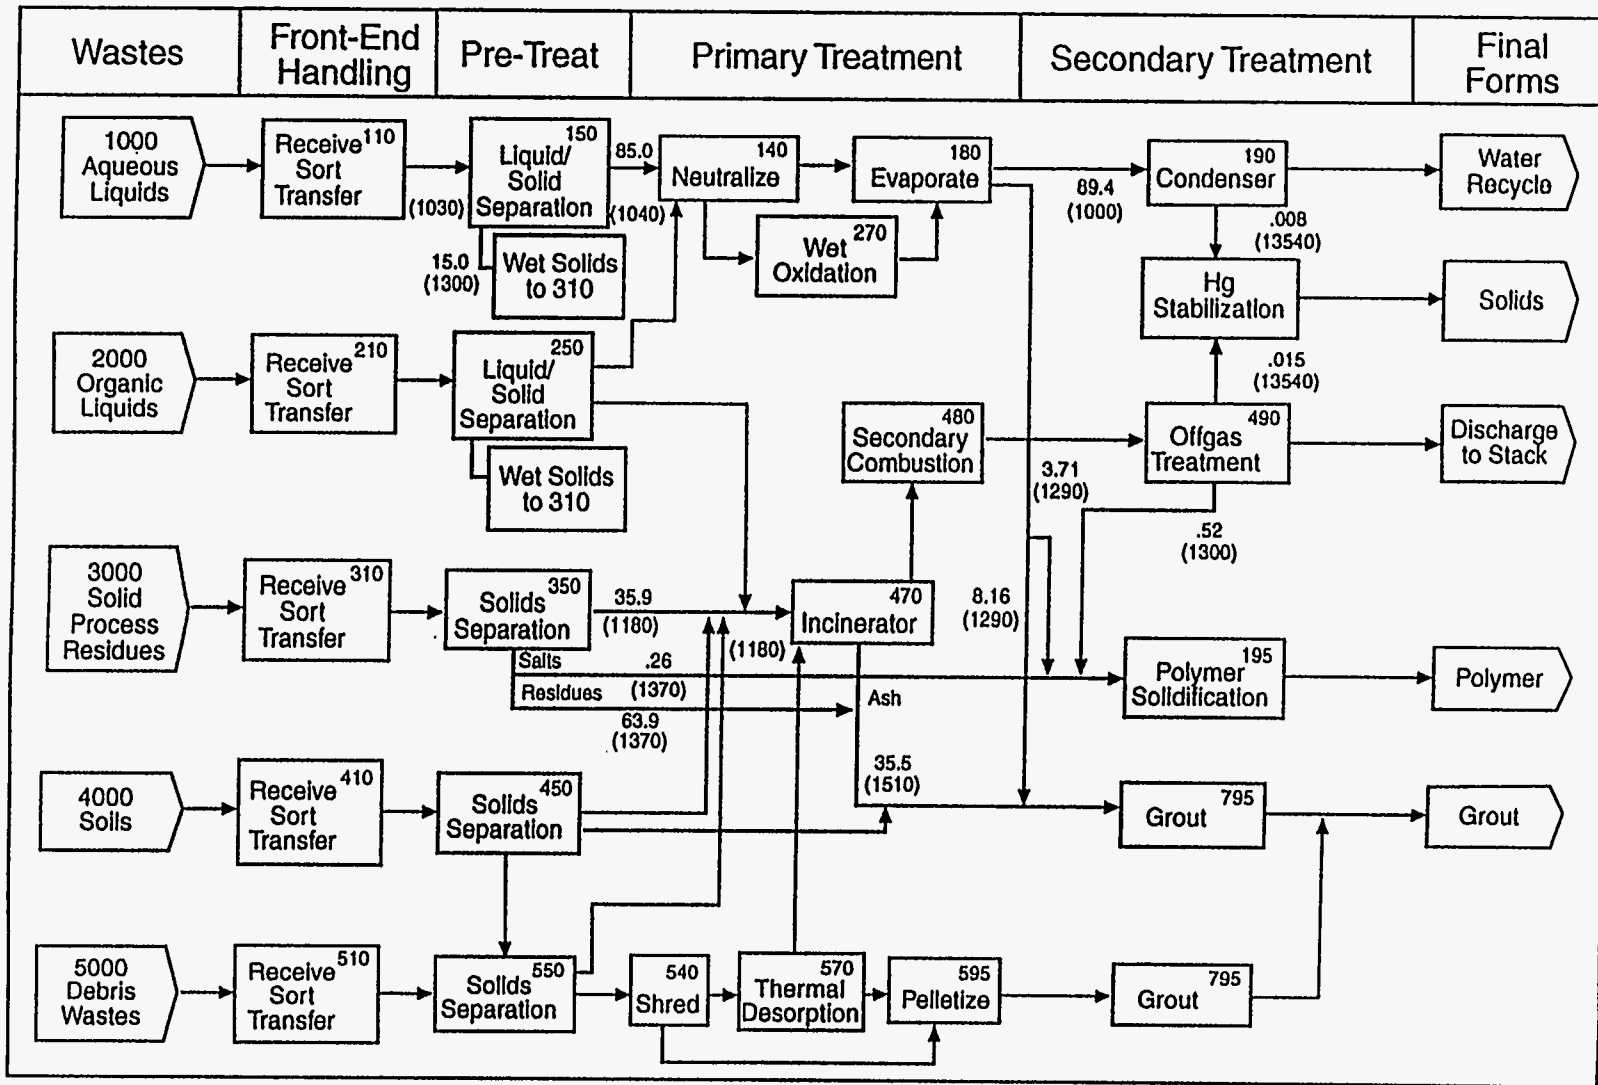 Wastes
Front-End
Handling
Pre-Treat
Primary Treatment
Secondary Treatment
Final
Forms
1000
Aqueous
Liquids
Receive 110
Sort
Transfer
(1030)
150
Liquid/
Solid
Separation
85.0
(1040)
140
Neutralize
180
Evaporate
89.4
(1000)
190
Condenser
Water
Recycle
15.0
(1300)
Wet Solids
to 310
270
Wet
Oxidation
.008
(13540)
Hg
Stabilization
Solids
2000
Organic
Liquids
Receive 210
Sort
Transfer
250
Liquid/
Solid
Separation
Wet Solids
to 310
.015
(13540)
480
Secondary
Combustion
490
Offgas
Treatment
Discharge
to Stack
3.71
(1290)
.52
(1300)
3000
Solid
Process
Residues
Receive 310
Sort
Transfer
350
Solids
Separation
35.9
(1180)
(1180)
470
Incinerator
8.16
(1290)
Salts
.26
(1370)
Residues
63.9
(1370)
Ash
195
Polymer
Solidification
Polymer
35.5
(1510)
4000
Soils
Receive 410
Sort
Transfer
450
Solids
Separation
795
Grout
Grout
5000
Debris
Wastes
Receive 510
Sort
Transfer
550
Solids
Separation
540
Shred
570
Thermal
Desorption
595
Pelletize
795
Grout